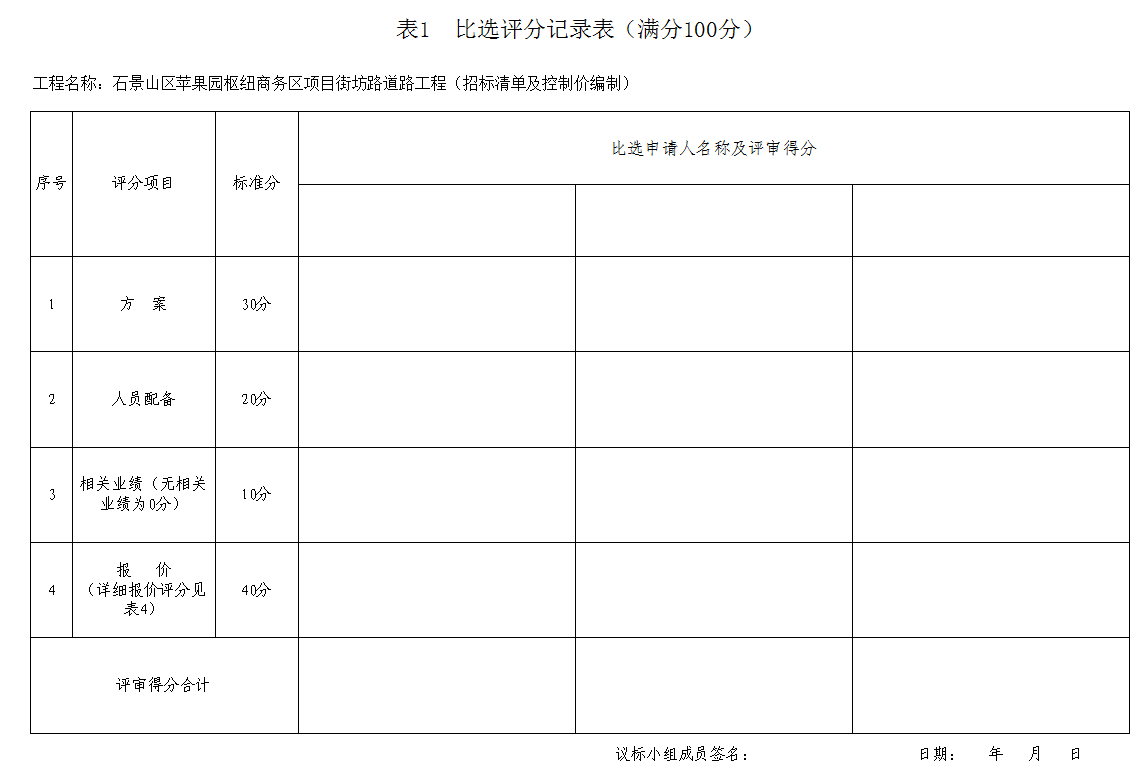 表1 比选评分记录表（满分100分）
工程名称：石景山区苹果园枢纽商务区项目街坊路道路工程（招标清单及控制价编制）
序号 评分项目 标准分 比选申请人名称及评审得分
1 方 案 30分
2 人员配备 20分
3 相关业绩（无相关
业绩为0分） 10分
4 报 价
（详细报价评分见
表4） 40分
评审得分合计
议标小组成员签名： 日期： 年 月 日